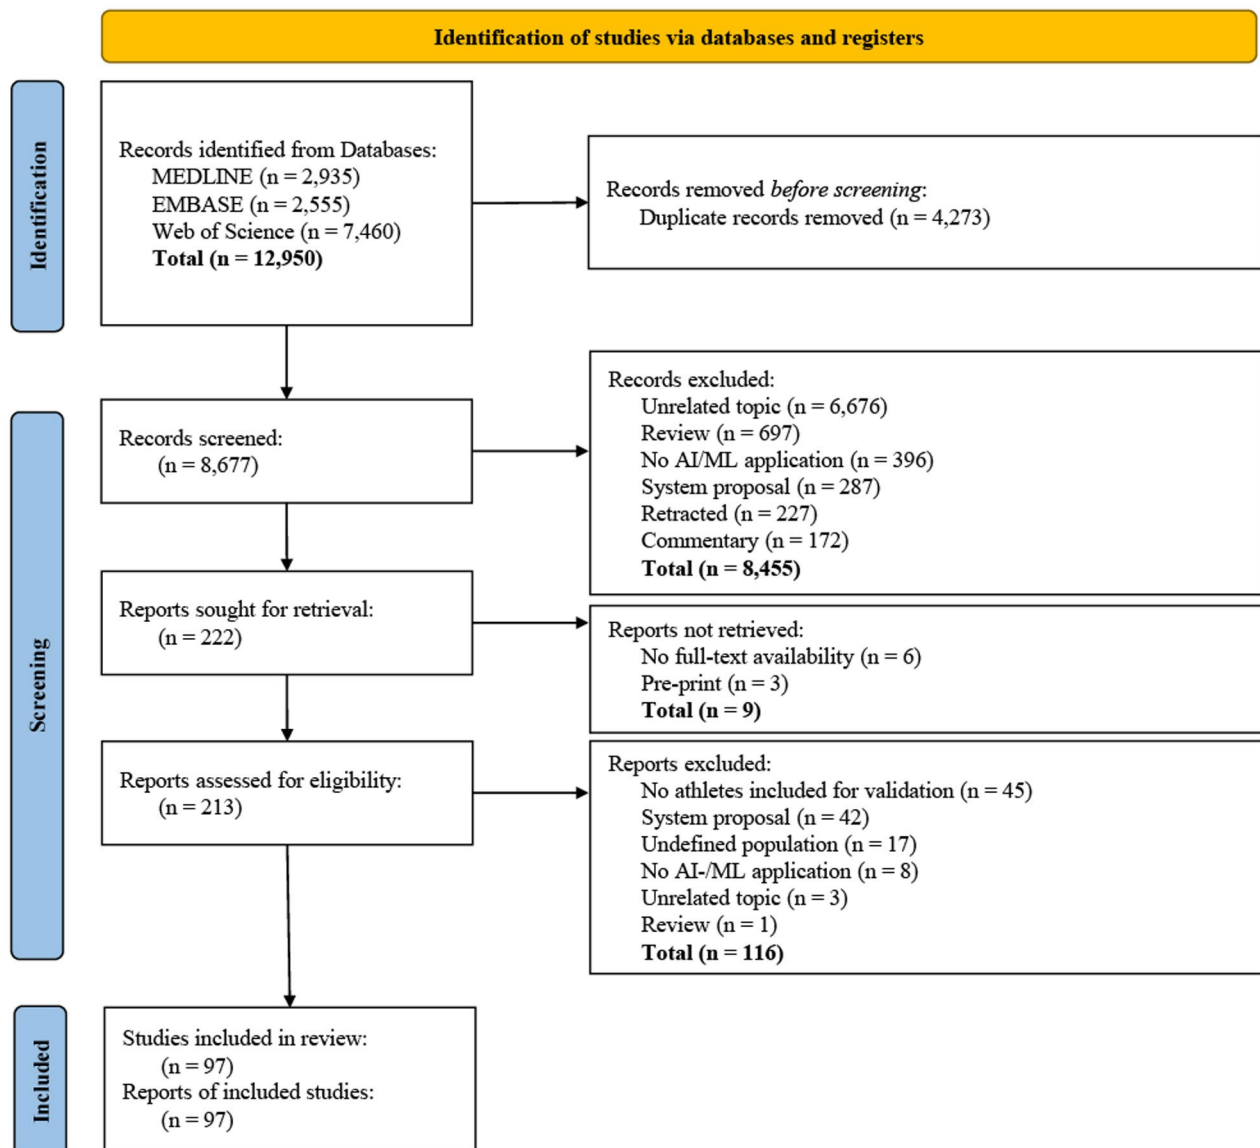 Identification of studies via databases and registers
Identification
Records identified from Databases:
MEDLINE (n = 2,935)
EMBASE (n = 2,555)
Web of Science (n = 7,460)
Total (n = 12,950)
Records removed before screening:
Duplicate records removed (n = 4,273)
Screening
Records screened:
(n = 8,677)
Records excluded:
Unrelated topic (n = 6,676)
Review (n = 697)
No AI/ML application (n = 396)
System proposal (n = 287)
Retracted (n = 227)
Commentary (n = 172)
Total (n = 8,455)
Reports sought for retrieval:
(n = 222)
Reports not retrieved:
No full-text availability (n = 6)
Pre-print (n = 3)
Total (n = 9)
Reports assessed for eligibility:
(n = 213)
Reports excluded:
No athletes included for validation (n = 45)
System proposal (n = 42)
Undefined population (n = 17)
No AI-/ML application (n = 8)
Unrelated topic (n = 3)
Review (n = 1)
Total (n = 116)
Included
Studies included in review:
(n = 97)
Reports of included studies:
(n = 97)